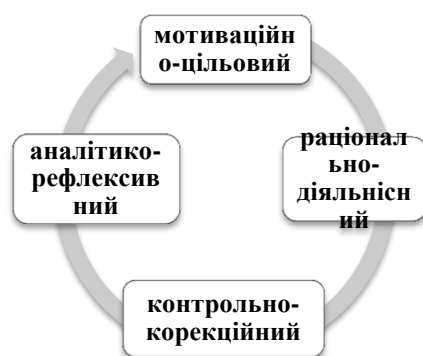 мотиваційн
о-цільовий
раціонал
ьно-
діяльнісн
ий
контрольно-
корекційний
аналітико-
рефлексив
ний